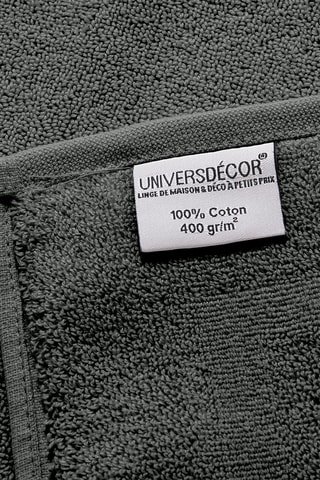 UNIVERSDÉCOR®
LINGE DE MAISON & DÉCO À PETITS PRIX
100% Coton
400 gr/m²